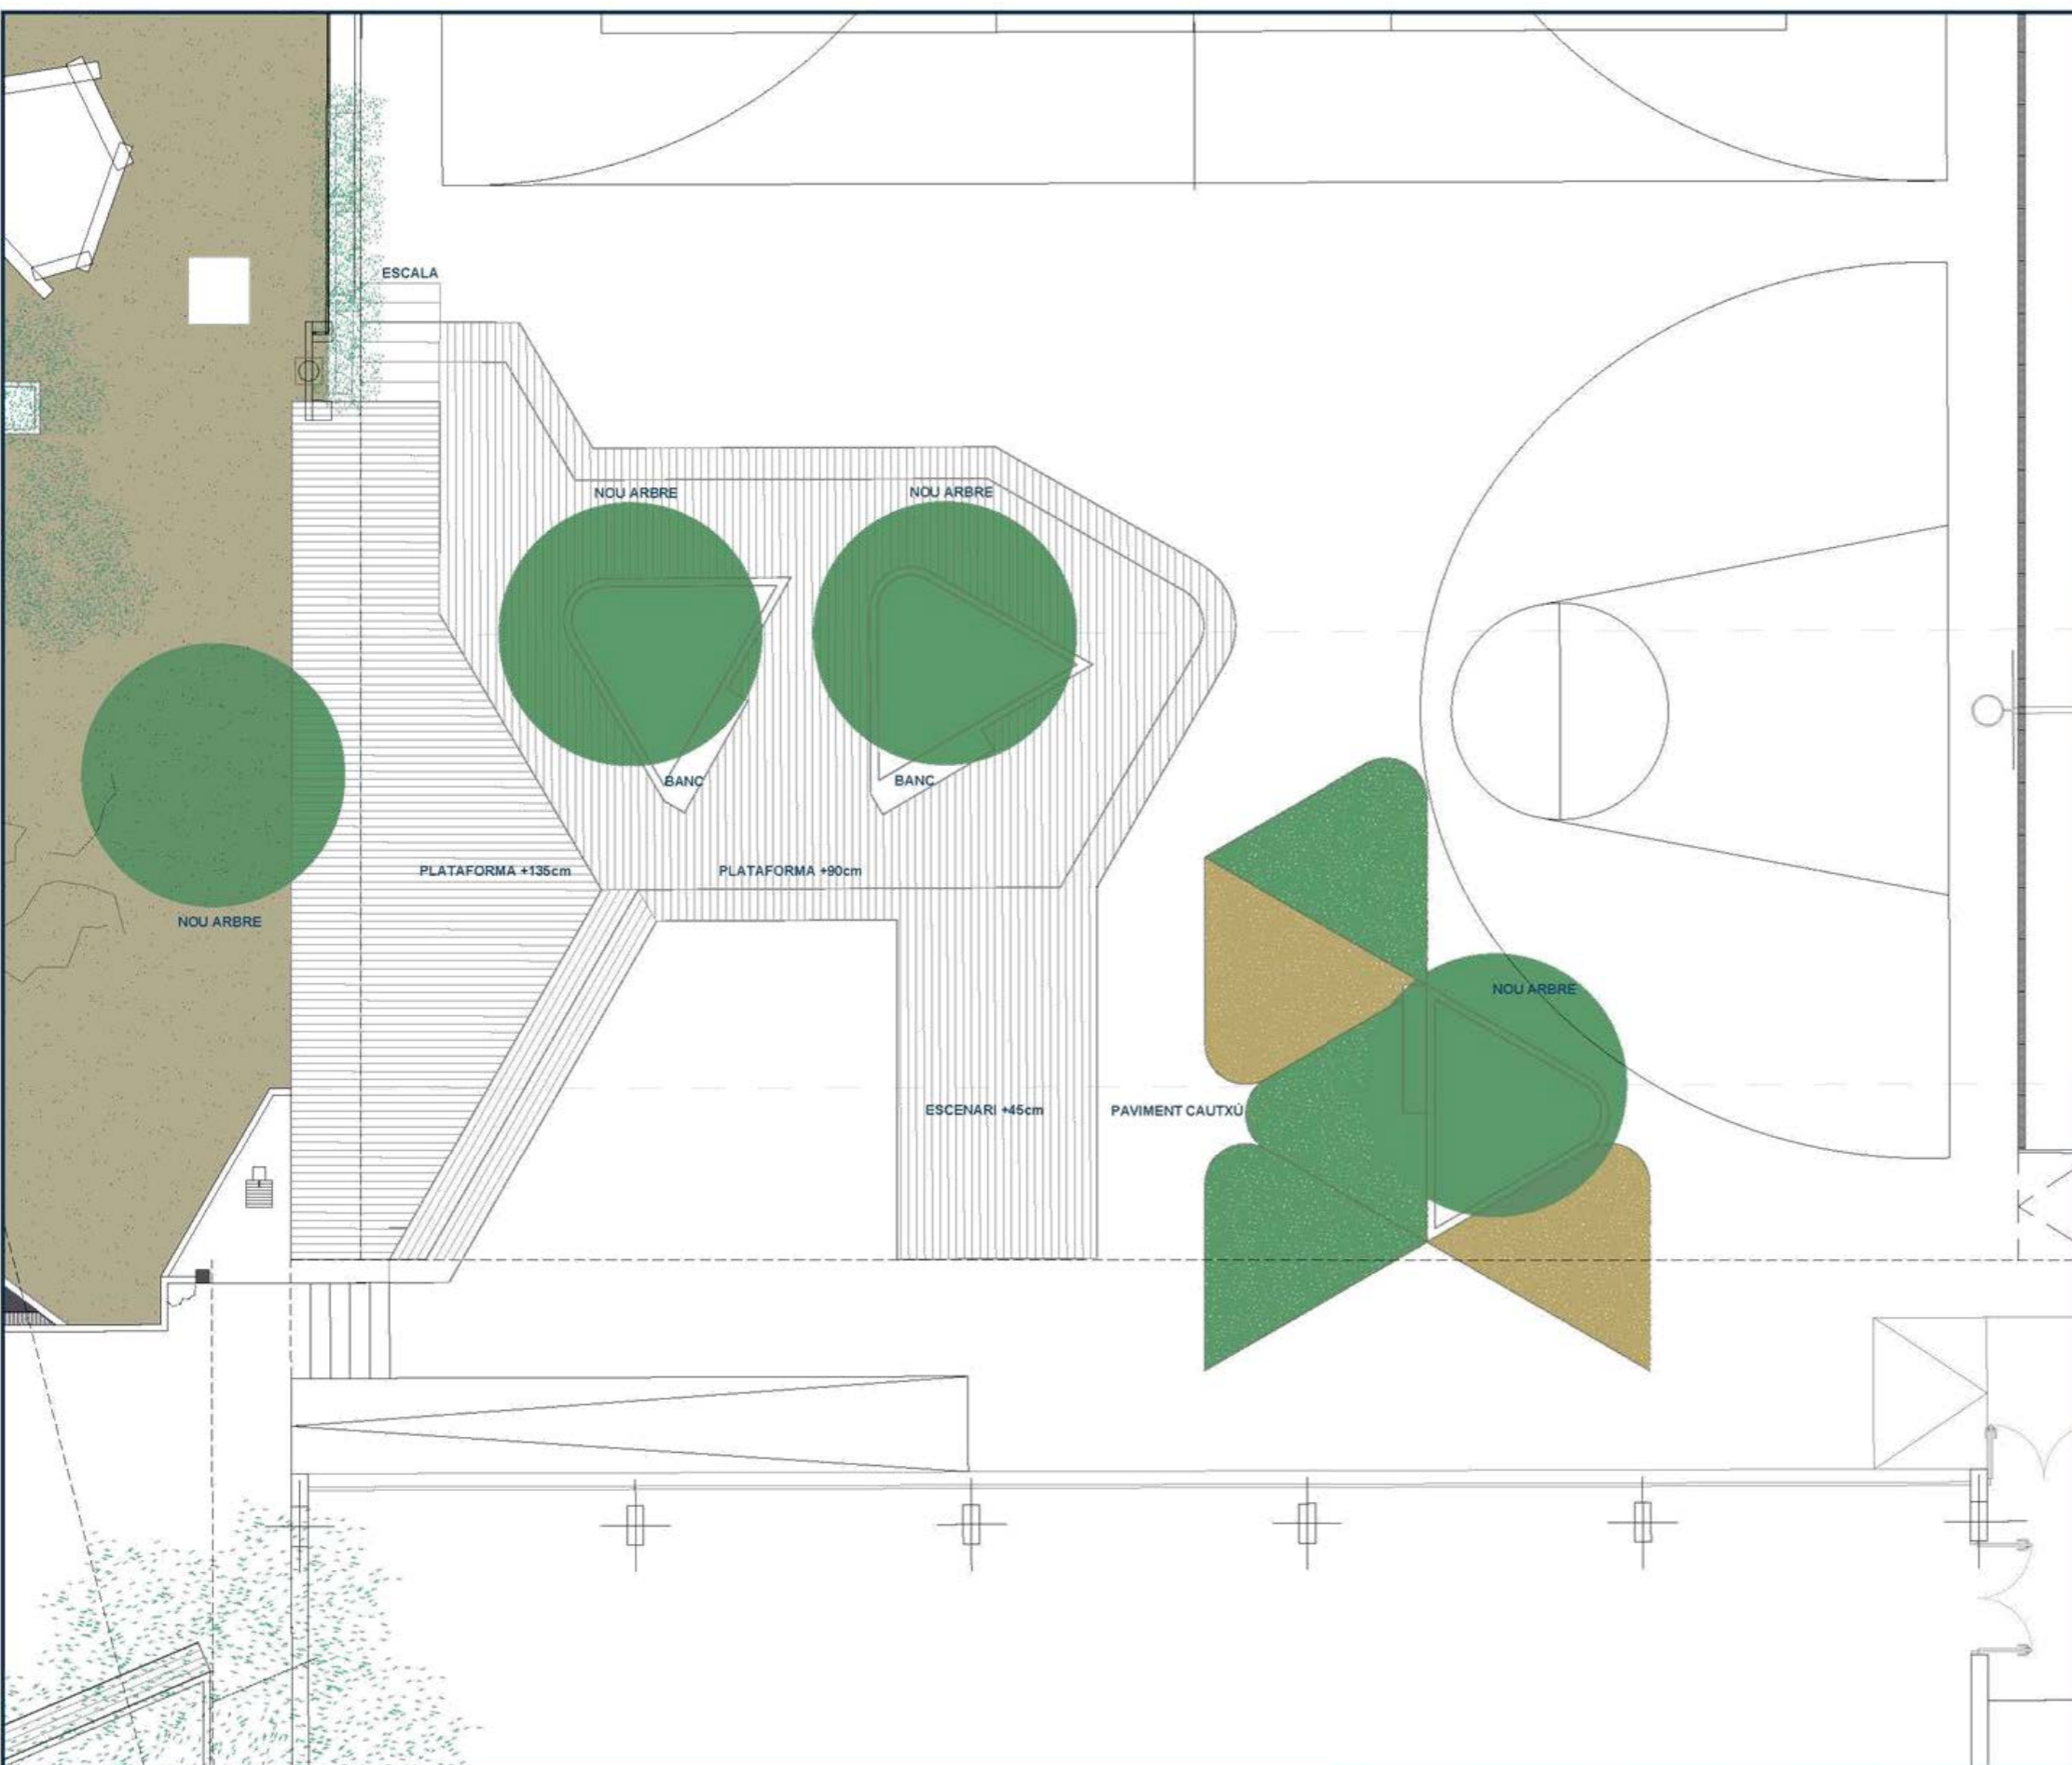 ESCALA
NOU ARBRE
NOU ARBRE
BANC
BANC
PLATAFORMA +135cm
PLATAFORMA +90cm
NOU ARBRE
NOU ARBRE
ESCENARI +45cm
PAVIMENT CAUTXÚ